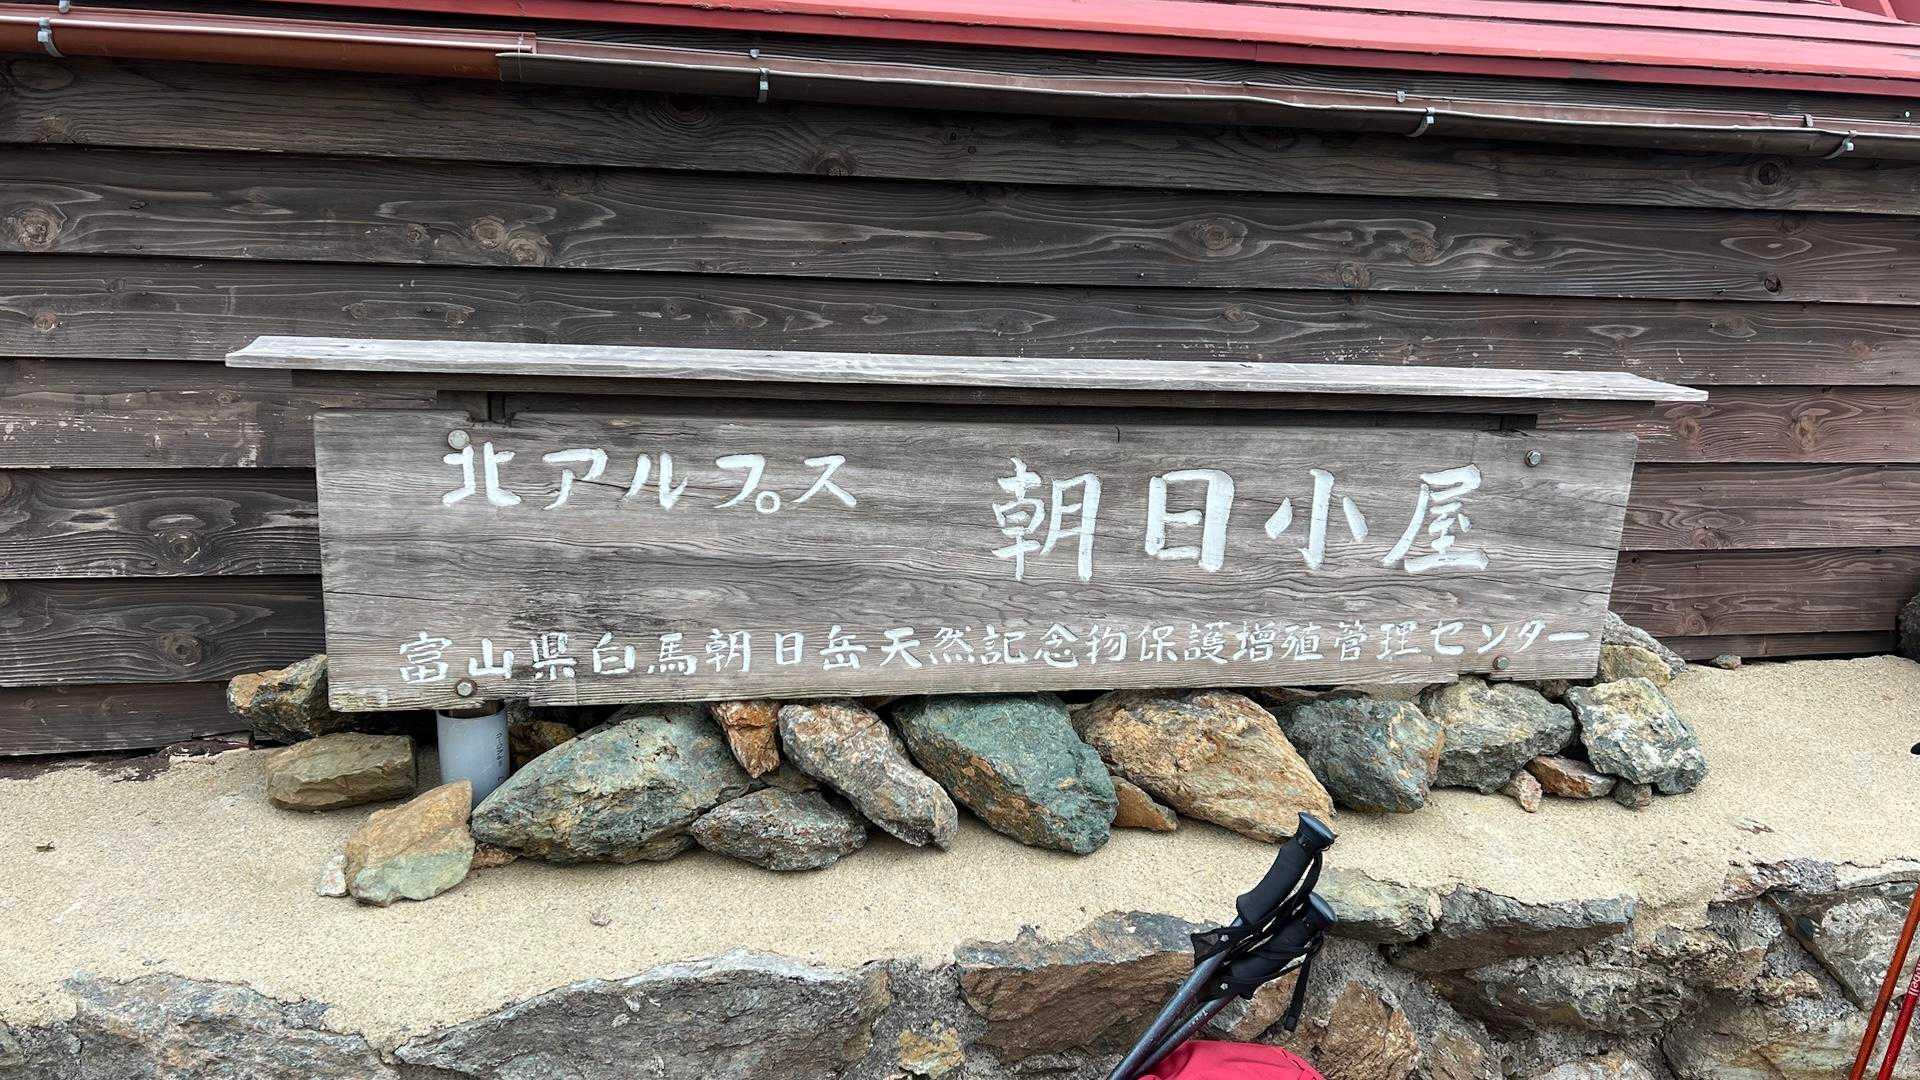 北アルプス 朝日小屋
富山県白馬朝日岳天然記念物保護増殖管理センター